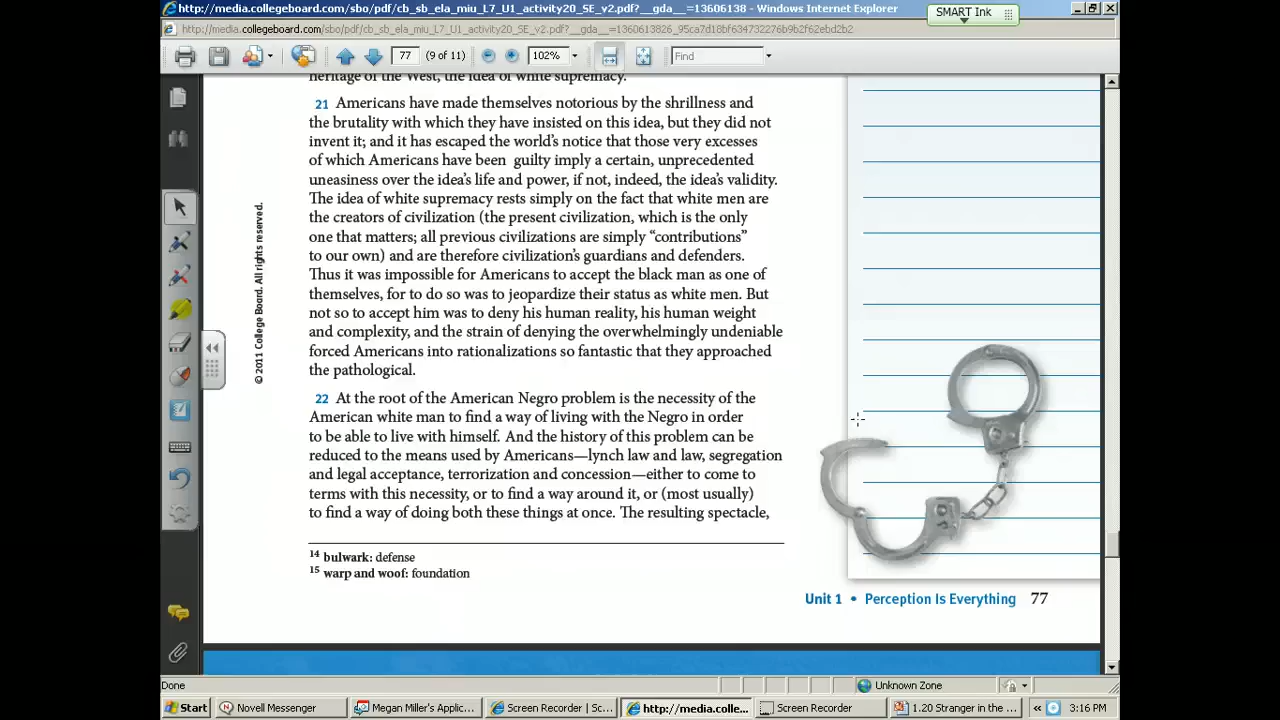 http://media.collegeboard.com/sbo/pdf/cb_sb_ela_miu_L7_U1_activity20_SE_v2.pdf?__gda__=13606138 - Windows Internet Explorer
SMART Ink
http://media.collegeboard.com/sbo/pdf/cb_sb_ela_miu_L7_U1_activity20_SE_v2.pdf?__gda__=1360613826_95ca7d18bf634732276b9b2f62ebd2b2
77 (9 of 11) 102% Find
heritage of the West, the idea of white supremacy.
21 Americans have made themselves notorious by the shrillness and
the brutality with which they have insisted on this idea, but they did not
invent it; and it has escaped the world's notice that those very excesses
of which Americans have been guilty imply a certain, unprecedented
uneasiness over the idea's life and power, if not, indeed, the idea's validity.
The idea of white supremacy rests simply on the fact that white men are
the creators of civilization (the present civilization, which is the only
one that matters; all previous civilizations are simply “contributions”
to our own) and are therefore civilization's guardians and defenders.
Thus it was impossible for Americans to accept the black man as one of
themselves, for to do so was to jeopardize their status as white men. But
not so to accept him was to deny his human reality, his human weight
and complexity, and the strain of denying the overwhelmingly undeniable
forced Americans into rationalizations so fantastic that they approached
the pathological.
22 At the root of the American Negro problem is the necessity of the
American white man to find a way of living with the Negro in order
to be able to live with himself. And the history of this problem can be
reduced to the means used by Americans—lynch law and law, segregation
and legal acceptance, terrorization and concession—either to come to
terms with this necessity, or to find a way around it, or (most usually)
to find a way of doing both these things at once. The resulting spectacle,
14 bulwark: defense
15 warp and woof: foundation
© 2011 College Board. All rights reserved.
Unit 1 • Perception Is Everything 77
Done
Unknown Zone
Start
Novell Messenger
Megan Miller's Applic...
Screen Recorder | Sc...
http://media.colle...
Screen Recorder
1.20 Stranger in the ...
3:16 PM